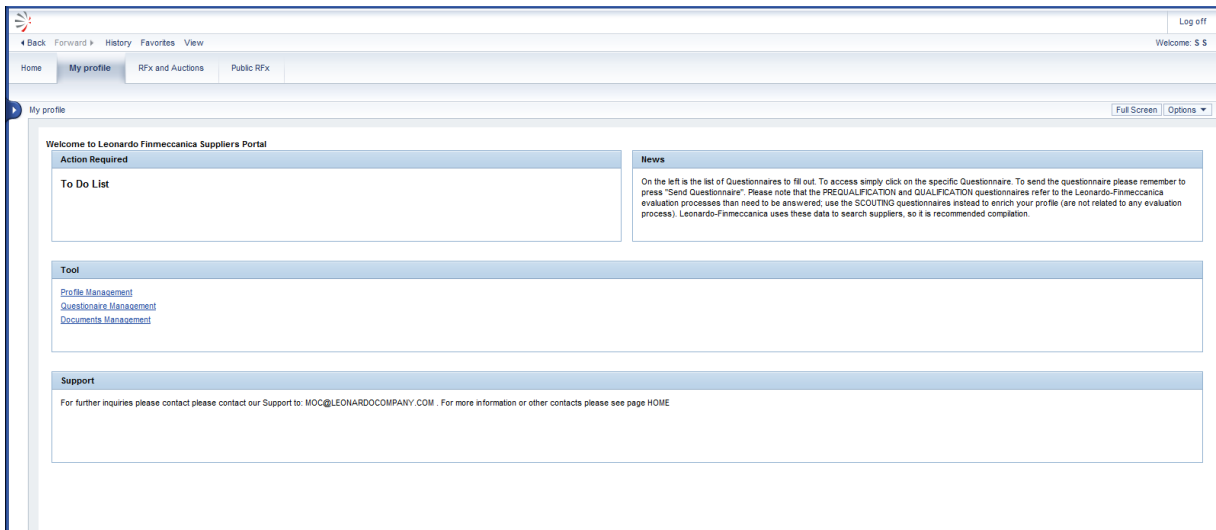 Log off
Back Forward History Favorites View
Welcome: S S
Home My profile RFx and Auctions Public RFx
My profile
Full Screen Options
Welcome to Leonardo Finmeccanica Suppliers Portal
Action Required
To Do List
News
On the left is the list of Questionnaires to fill out. To access simply click on the specific Questionnaire. To send the questionnaire please remember to
press "Send Questionnaire". Please note that the PREQUALIFICATION and QUALIFICATION questionnaires refer to the Leonardo-Finmeccanica
evaluation processes than need to be answered; use the SCOUTING questionnaires instead to enrich your profile (are not related to any evaluation
process). Leonardo-Finmeccanica uses these data to search suppliers, so it is recommended compilation.
Tool
Profile Management
Questionaire Management
Documents Management
Support
For further inquiries please contact please contact our Support to: MOC@LEONARDOCOMPANY.COM . For more information or other contacts please see page HOME